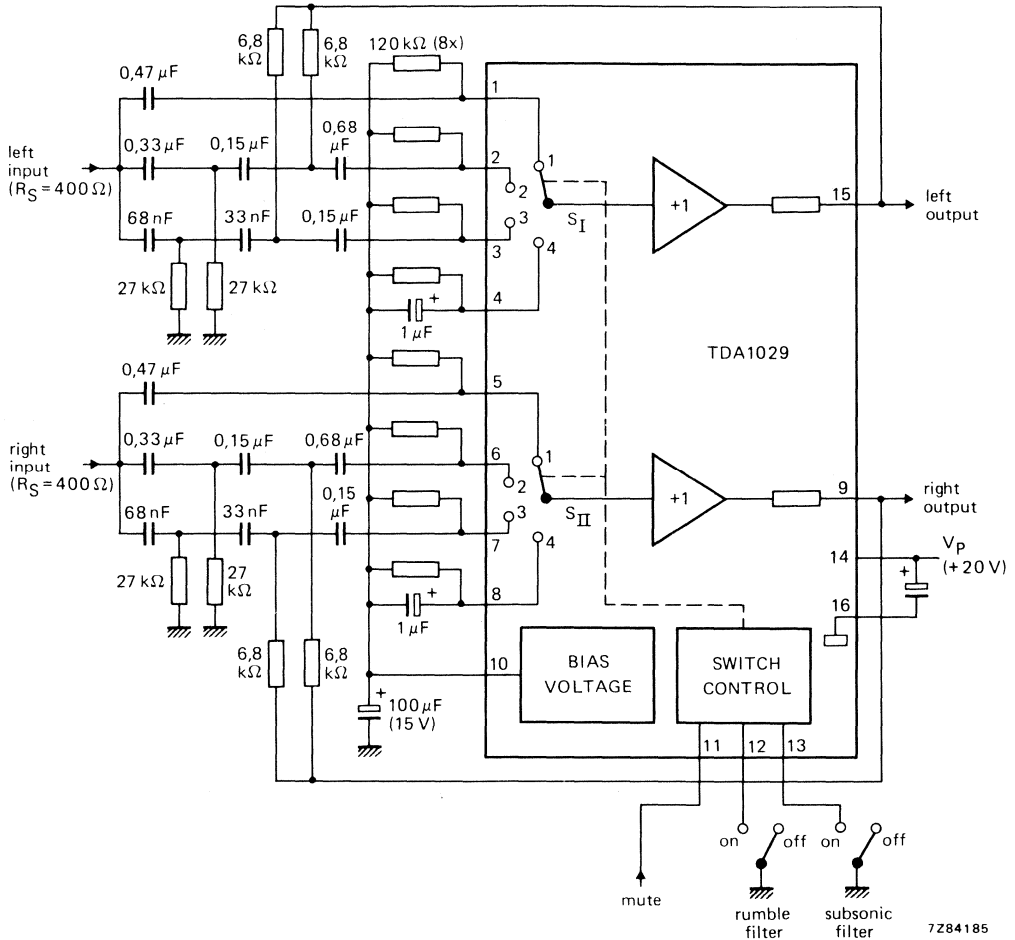 6,8
kΩ
6,8
kΩ
120 kΩ (8x)
0,47 µF
1
0,33 µF
0,15 µF
0,68
µF
left
input
(RS = 400 Ω)
2
1
2
+1
15
left
output
68 nF
33 nF
0,15 µF
3
SI
3
4
27 kΩ
27 kΩ
+
4
1 µF
TDA1029
0,47 µF
5
right
input
(RS = 400 Ω)
0,33 µF
0,15 µF
0,68 µF
6
1
2
+1
9
right
output
68 nF
33 nF
0,15
µF
3
SII
7
4
14
VP
(+20 V)
+
27 kΩ
27
kΩ
+
8
1 µF
16
6,8
kΩ
6,8
kΩ
10
BIAS
VOLTAGE
SWITCH
CONTROL
+
100 µF
(15 V)
11
12
13
on
off
on
off
mute
rumble
filter
subsonic
filter
7Z84185